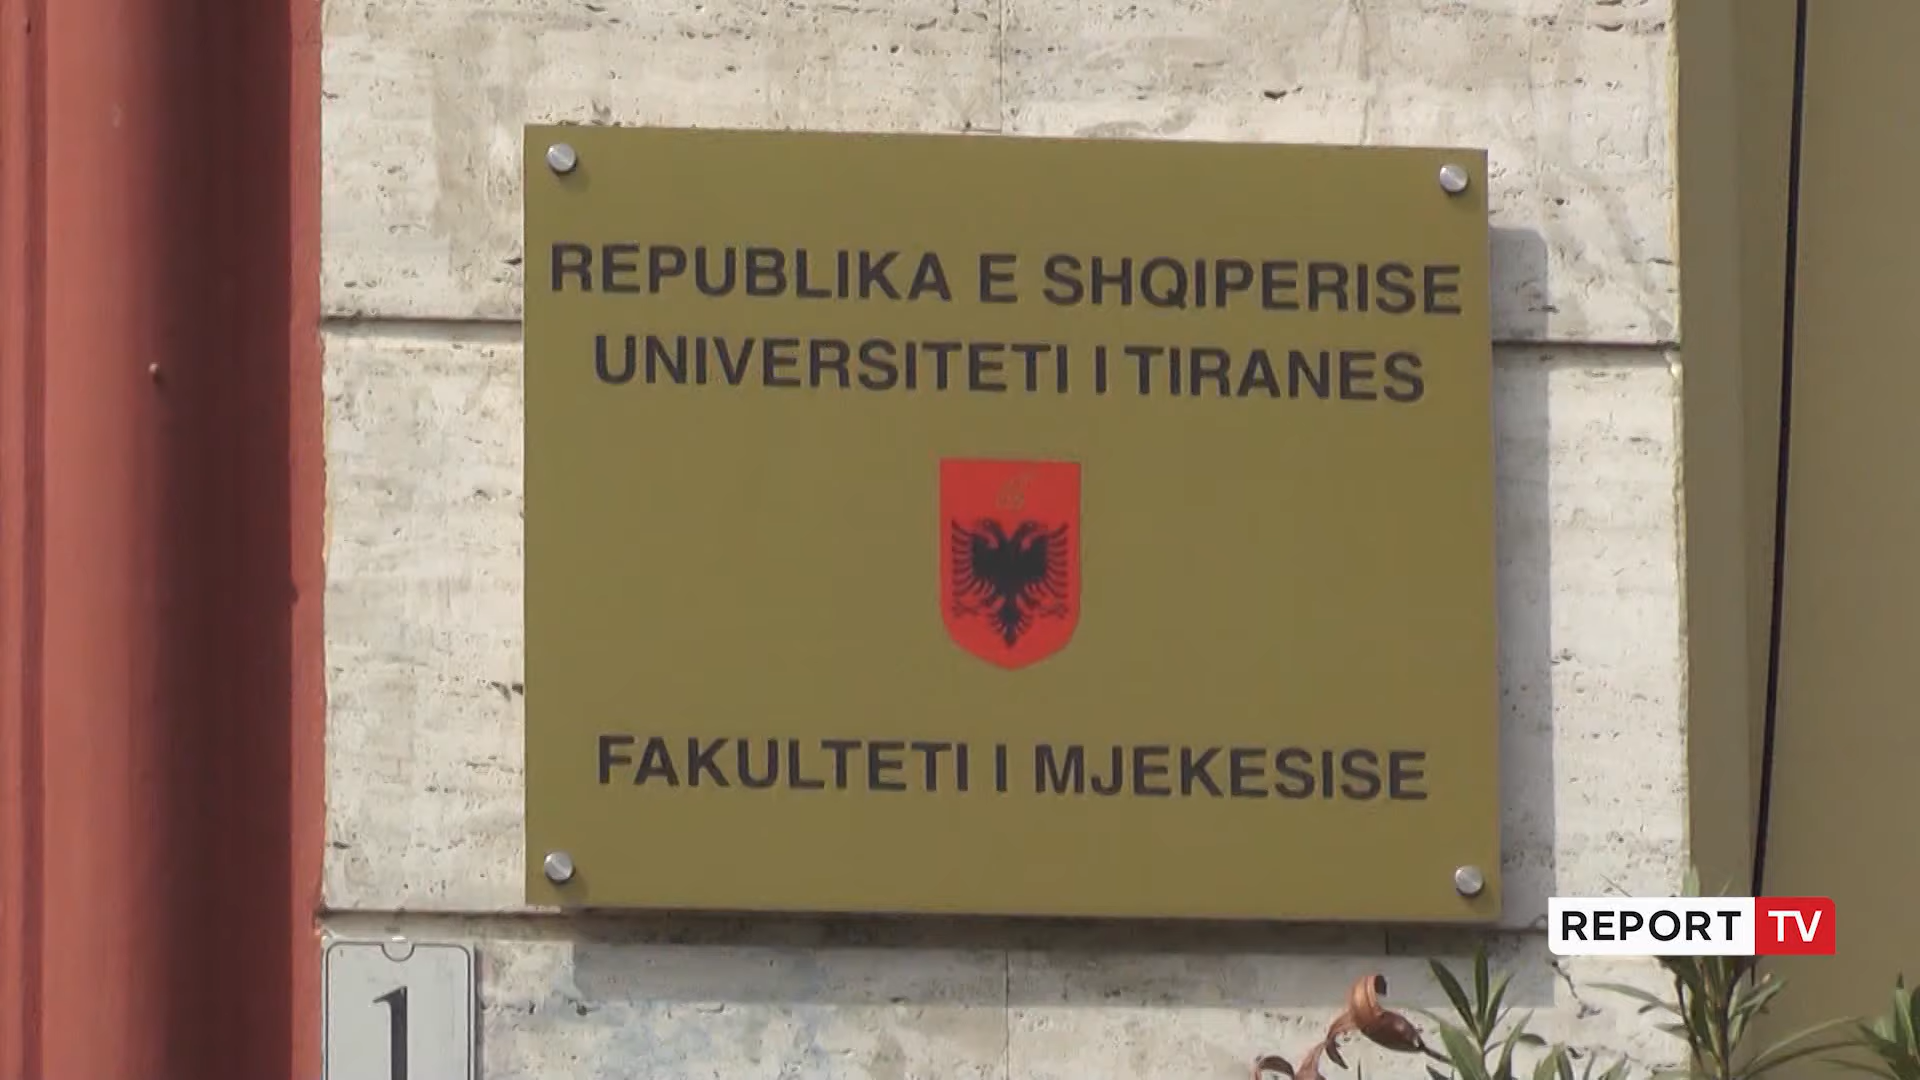 REPUBLIKA E SHQIPERISE
UNIVERSITETI I TIRANES
FAKULTETI I MJEKESISE
REPORT TV
1